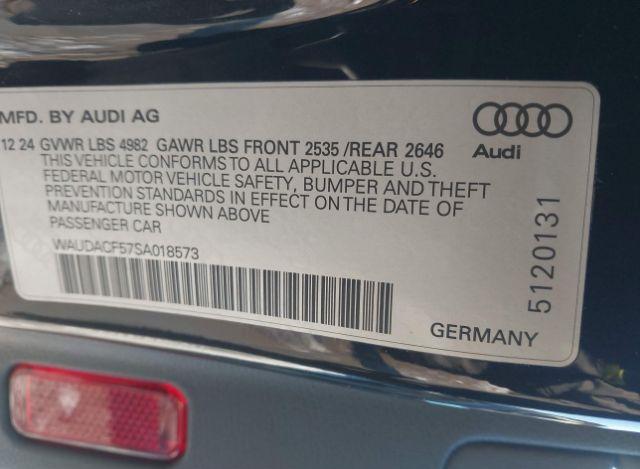 MFD. BY AUDI AG
12 24 GVWR LBS 4982 GAWR LBS FRONT 2535 /REAR 2646
THIS VEHICLE CONFORMS TO ALL APPLICABLE U.S.
FEDERAL MOTOR VEHICLE SAFETY, BUMPER AND THEFT
PREVENTION STANDARDS IN EFFECT ON THE DATE OF
MANUFACTURE SHOWN ABOVE
PASSENGER CAR
WAUDACF57SA018573
Audi
5120131
GERMANY